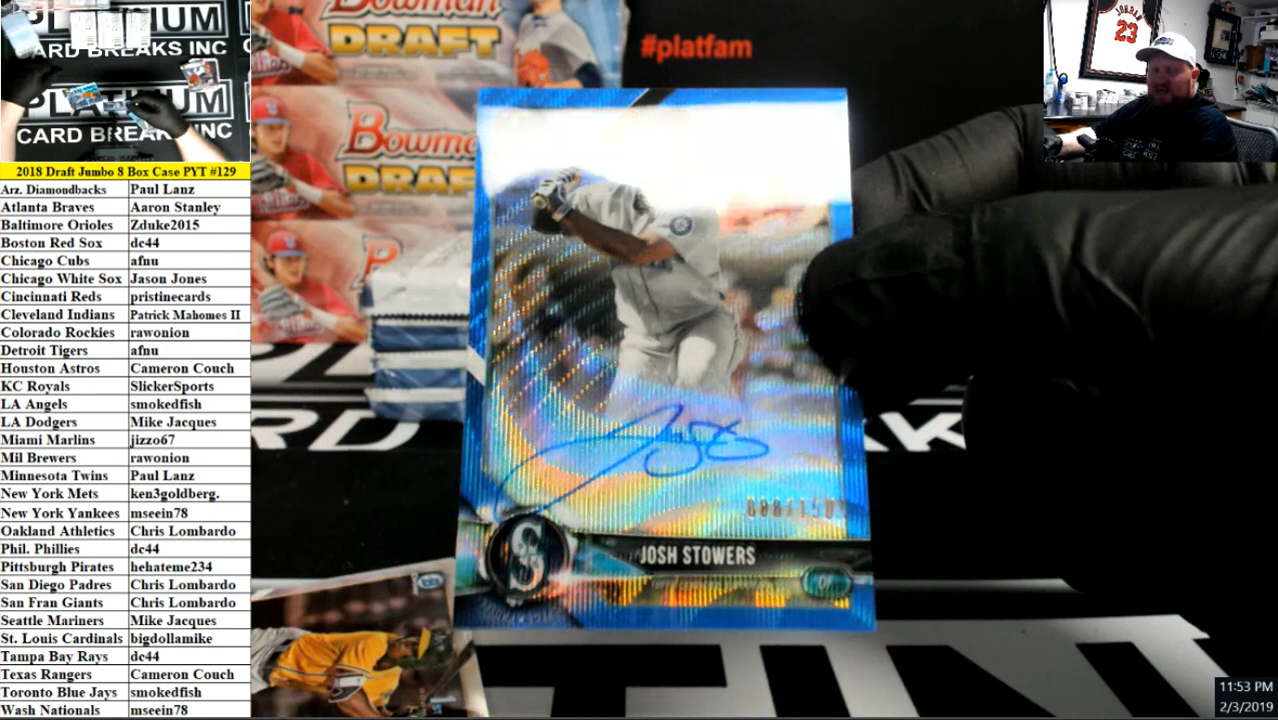 PLATINUM
CARD BREAKS INC
PLATINUM
CARD BREAKS INC
2018 Draft Jumbo 8 Box Case PYT #129
Arz. Diamondbacks Paul Lanz
Atlanta Braves Aaron Stanley
Baltimore Orioles Zduke2015
Boston Red Sox dc44
Chicago Cubs afnu
Chicago White Sox Jason Jones
Cincinnati Reds pristinecards
Cleveland Indians Patrick Mahomes II
Colorado Rockies rawonion
Detroit Tigers afnu
Houston Astros Cameron Couch
KC Royals SlickerSports
LA Angels smokedfish
LA Dodgers Mike Jacques
Miami Marlins jizzo67
Mil Brewers rawonion
Minnesota Twins Paul Lanz
New York Mets ken3goldberg.
New York Yankees mseein78
Oakland Athletics Chris Lombardo
Phil. Phillies dc44
Pittsburgh Pirates hehateme234
San Diego Padres Chris Lombardo
San Fran Giants Chris Lombardo
Seattle Mariners Mike Jacques
St. Louis Cardinals bigdollamike
Tampa Bay Rays dc44
Texas Rangers Cameron Couch
Toronto Blue Jays smokedfish
Wash Nationals mseein78
Bowman
DRAFT
#platfam
Bowman
DRAFT
JORDAN
23
JOSH STOWERS
OF
11:53 PM
2/3/2019